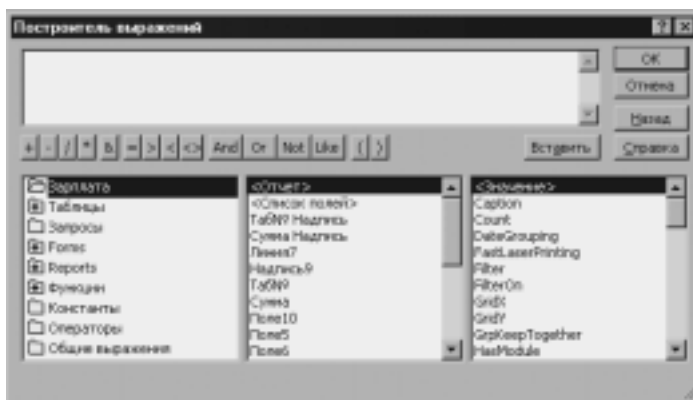 Построитель выражений
OK
Отмена
Назад
+ - / * & = > < <> And Or Not Like ( )
Вставить
Справка
Зарплата
Таблицы
Запросы
Forms
Reports
Функции
Константы
Операторы
Общие выражения
<Отчет>
<Список полей>
Таб№ Надпись
Сумма Надпись
Линия7
Надпись9
Таб№
Сумма
Поле10
Поле5
Поле6
<Значение>
Caption
Count
DateGrouping
FastLaserPrinting
Filter
FilterOn
GridX
GridY
GrpKeepTogether
HasModule